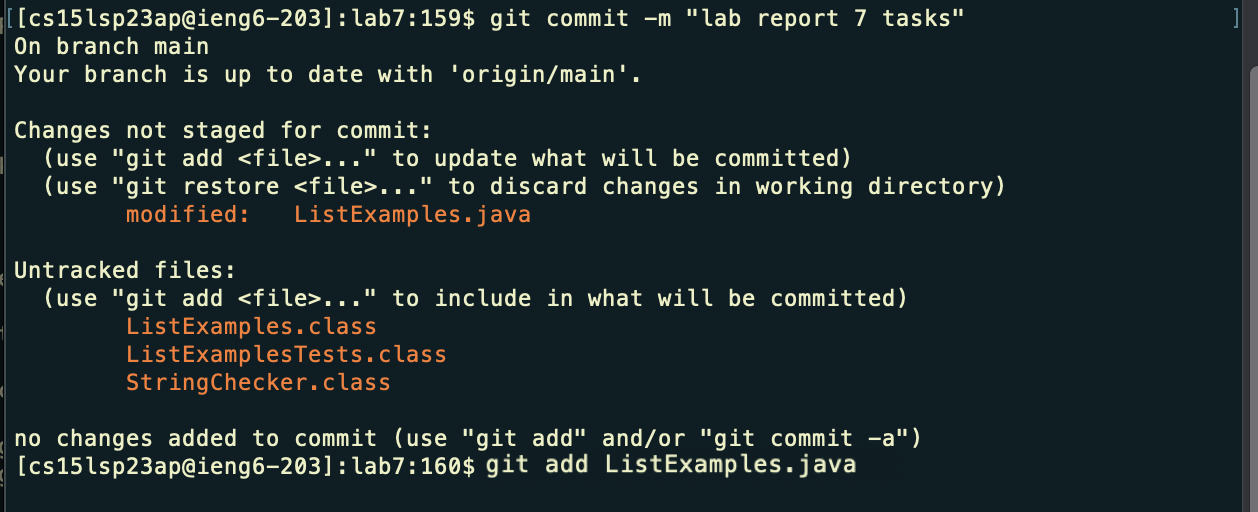 [[cs15lsp23ap@ieng6-203]:lab7:159$ git commit -m "lab report 7 tasks" ]
On branch main
Your branch is up to date with 'origin/main'.
Changes not staged for commit:
(use "git add <file>..." to update what will be committed)
(use "git restore <file>..." to discard changes in working directory)
modified:   ListExamples.java
Untracked files:
(use "git add <file>..." to include in what will be committed)
ListExamples.class
ListExamplesTests.class
StringChecker.class
no changes added to commit (use "git add" and/or "git commit -a")
[cs15lsp23ap@ieng6-203]:lab7:160$ git add ListExamples.java